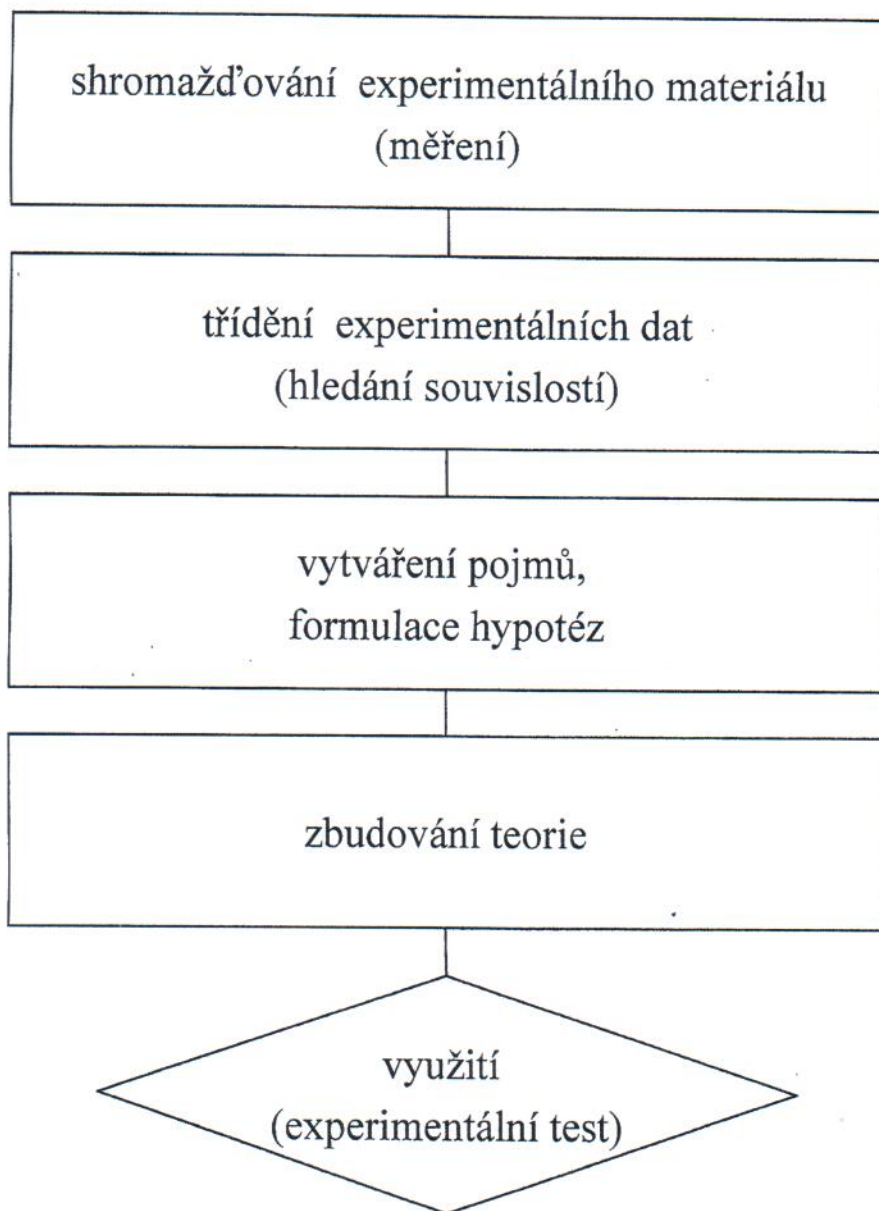 shromažďování experimentálního materiálu
(měření)
třídění experimentálních dat
(hledání souvislostí)
vytváření pojmů,
formulace hypotéz
zbudování teorie
využití
(experimentální test)